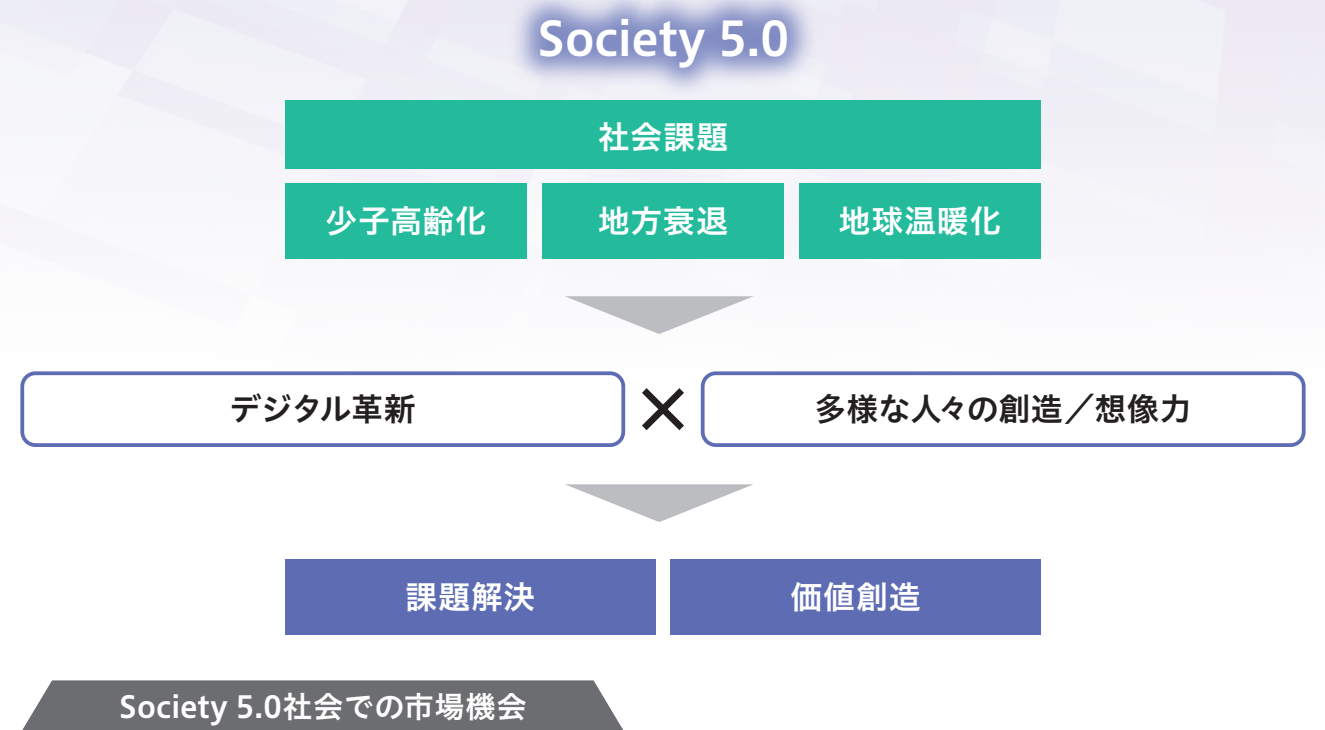 Society 5.0
社会課題
少子高齢化 地方衰退 地球温暖化
デジタル革新 × 多様な人々の創造／想像力
課題解決 価値創造
Society 5.0社会での市場機会